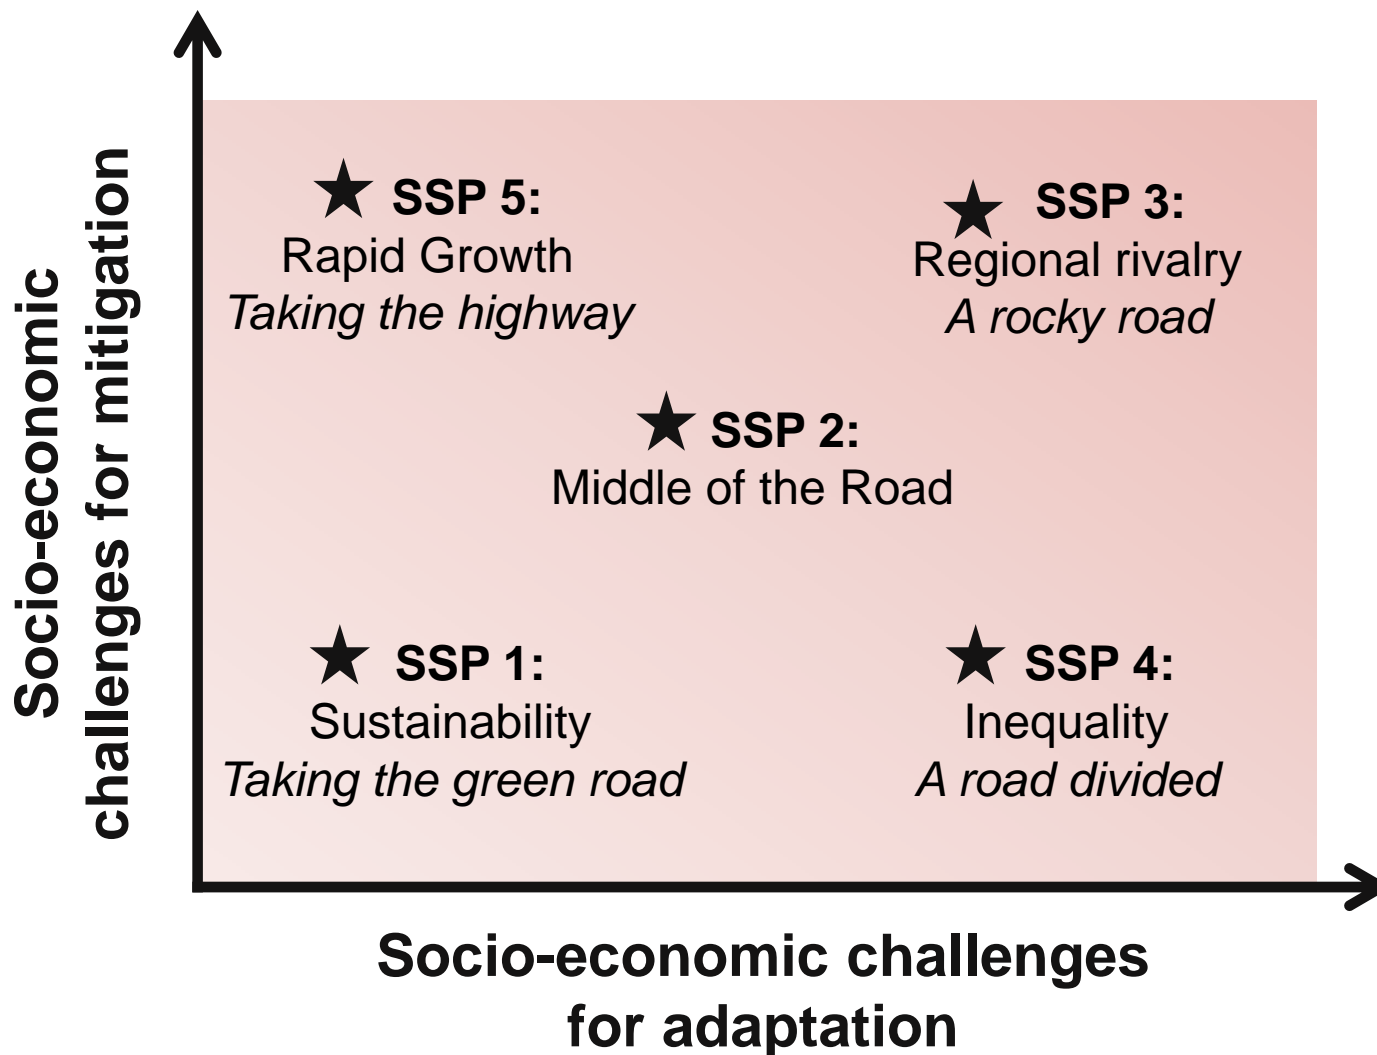 Socio-economic
challenges for mitigation
SSP 5:
Rapid Growth
Taking the highway
SSP 3:
Regional rivalry
A rocky road
SSP 2:
Middle of the Road
SSP 1:
Sustainability
Taking the green road
SSP 4:
Inequality
A road divided
Socio-economic challenges
for adaptation